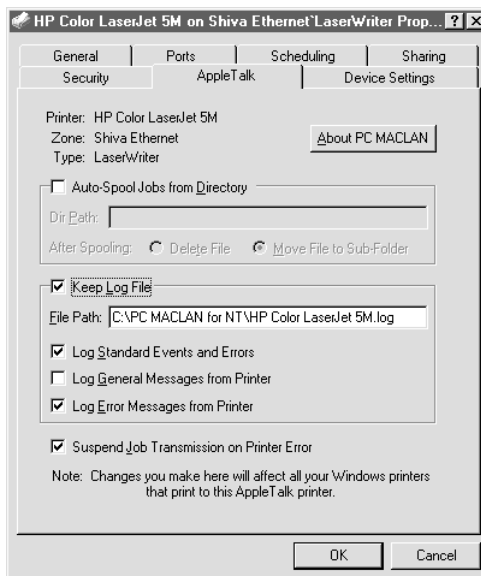 HP Color LaserJet 5M on Shiva Ethernet`LaserWriter Prop... ? X
General Ports Scheduling Sharing
Security AppleTalk Device Settings
Printer: HP Color LaserJet 5M
Zone: Shiva Ethernet
Type: LaserWriter
About PC MACLAN
Auto-Spool Jobs from Directory
Dir Path:
After Spooling: Delete File Move File to Sub-Folder
Keep Log File
File Path: C:\PC MACLAN for NT\HP Color LaserJet 5M.log
Log Standard Events and Errors
Log General Messages from Printer
Log Error Messages from Printer
Suspend Job Transmission on Printer Error
Note: Changes you make here will affect all your Windows printers
that print to this AppleTalk printer.
OK Cancel